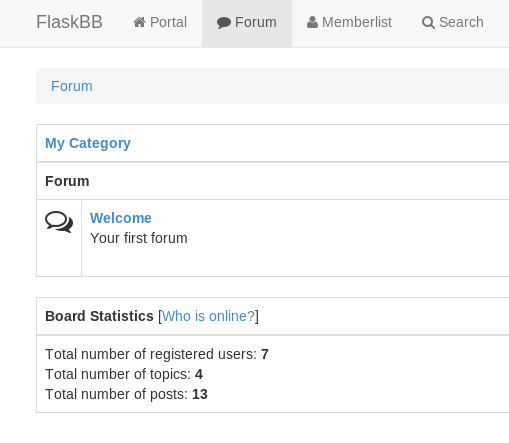 FlaskBB Portal Forum Memberlist Search
Forum
My Category
Forum
Welcome
Your first forum
Board Statistics [Who is online?]
Total number of registered users: 7
Total number of topics: 4
Total number of posts: 13